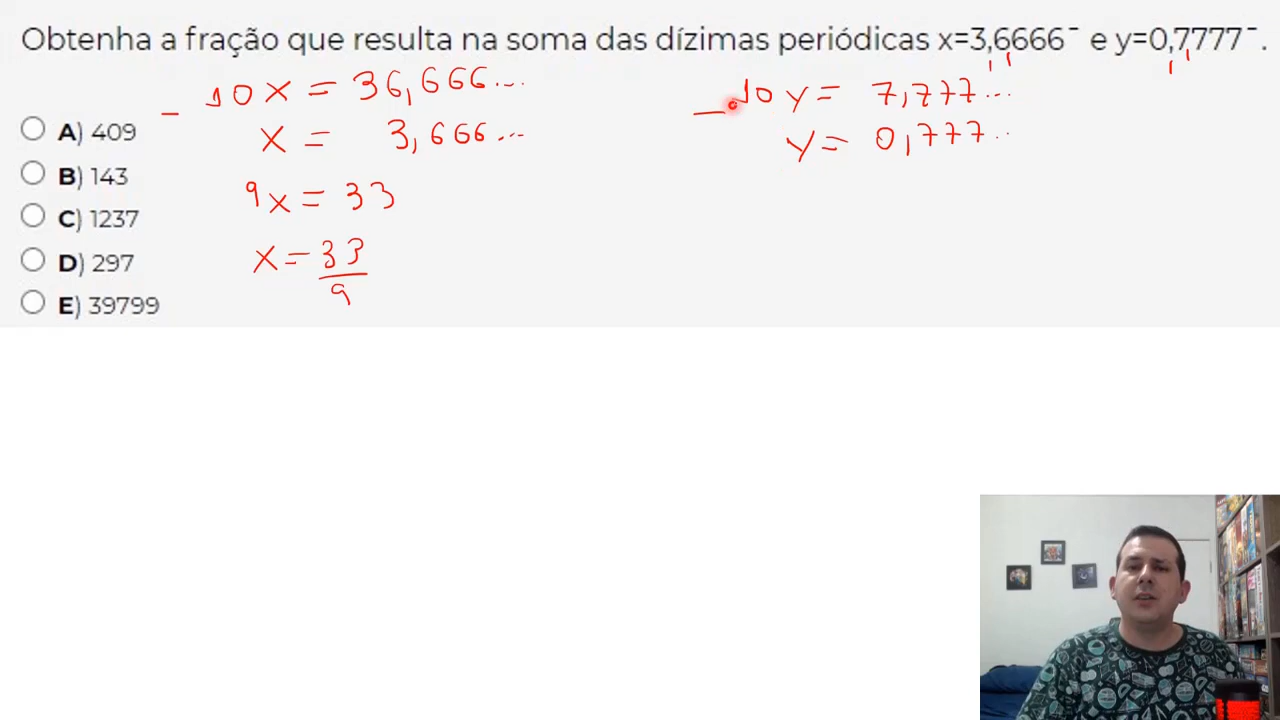 Obtenha a fração que resulta na soma das dízimas periódicas x=3,6666¯ e y=0,7777¯.
10x = 36,666...
- x = 3,666...
9x = 33
x = 33
9
10y = 7,777...
- y = 0,777...
A) 409
B) 143
C) 1237
D) 297
E) 39799